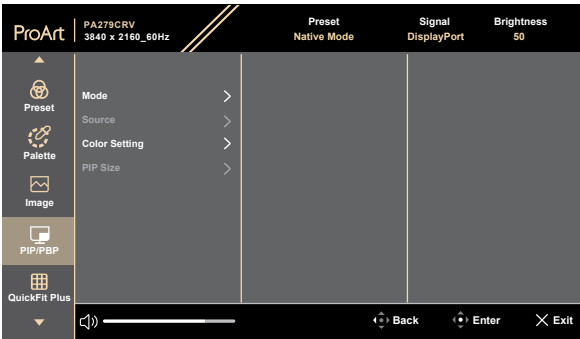 ProArt
PA279CRV
3840 x 2160_60Hz
Preset
Native Mode
Signal
DisplayPort
Brightness
50
Preset
Palette
Image
PIP/PBP
QuickFit Plus
Mode
Source
Color Setting
PIP Size
Back
Enter
Exit